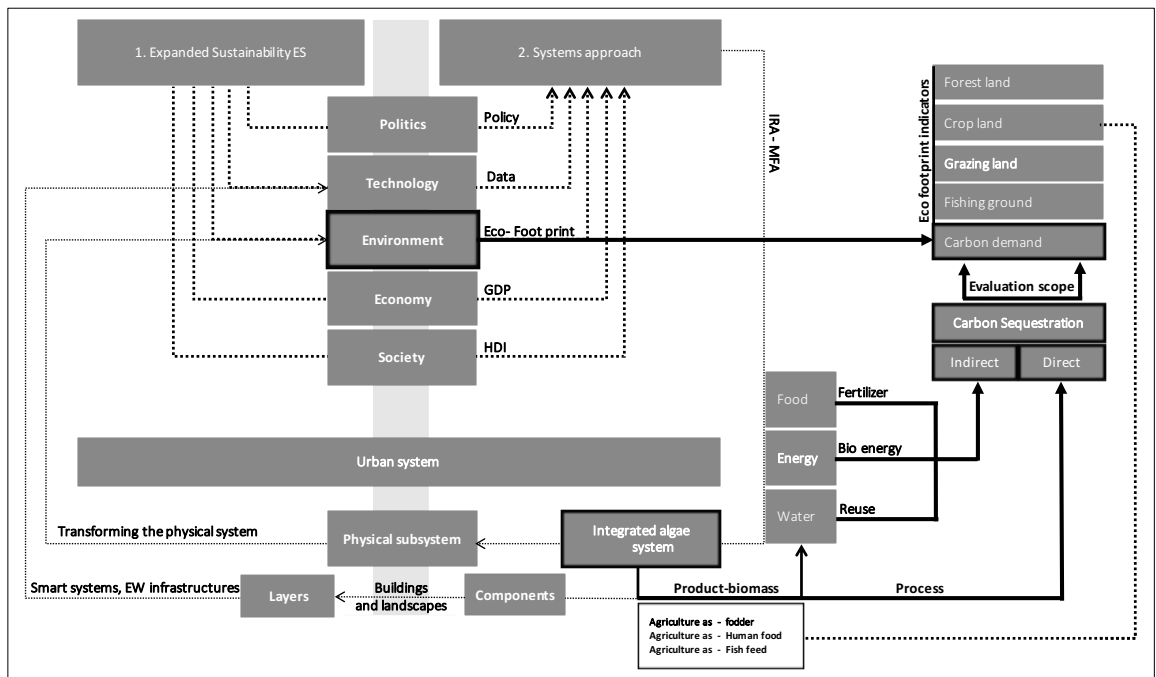 1. Expanded Sustainability ES
2. Systems approach
Politics
Policy
Technology
Data
Environment
Eco- Foot print
Economy
GDP
Society
HDI
IRA - MFA
Eco foot print indicators
Forest land
Crop land
Grazing land
Fishing ground
Carbon demand
Evaluation scope
Carbon Sequestration
Indirect
Direct
Food
Fertilizer
Energy
Bio energy
Water
Reuse
Urban system
Transforming the physical system
Physical subsystem
Integrated algae
system
Smart systems, EW infrastructures
Layers
Buildings
and landscapes
Components
Product-biomass
Process
Agriculture as - fodder
Agriculture as - Human food
Agriculture as - Fish feed